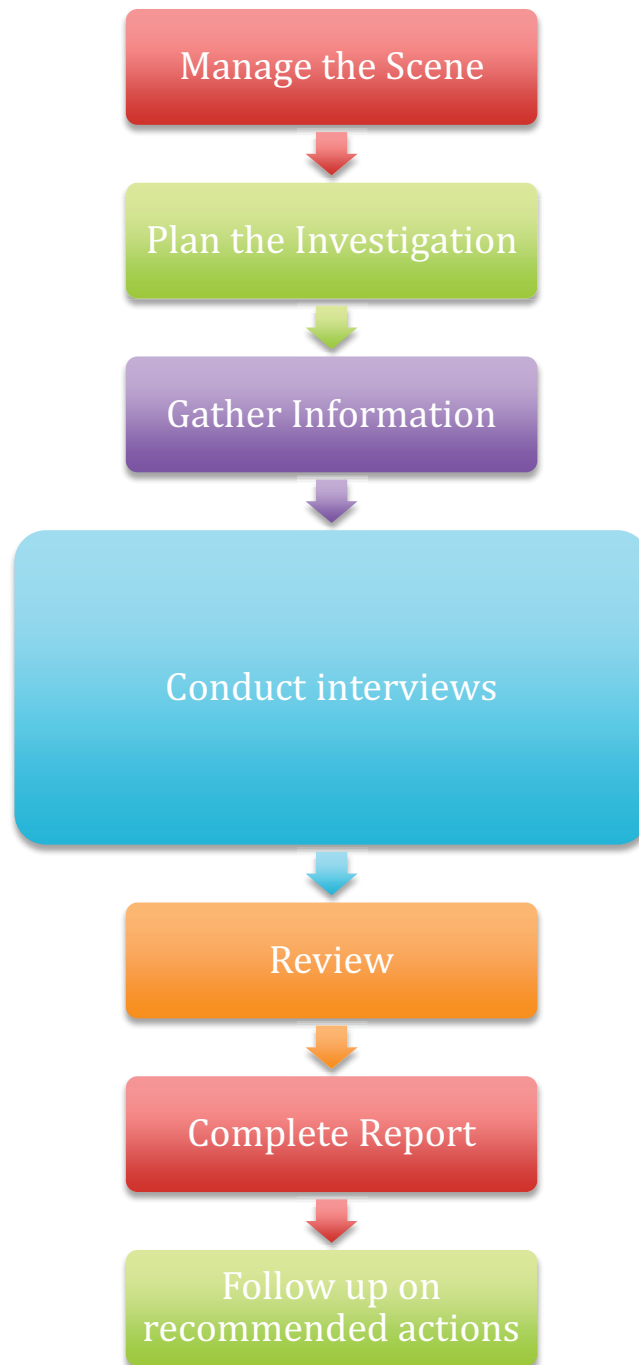 Manage the Scene
Plan the Investigation
Gather Information
Conduct interviews
Review
Complete Report
Follow up on
recommended actions